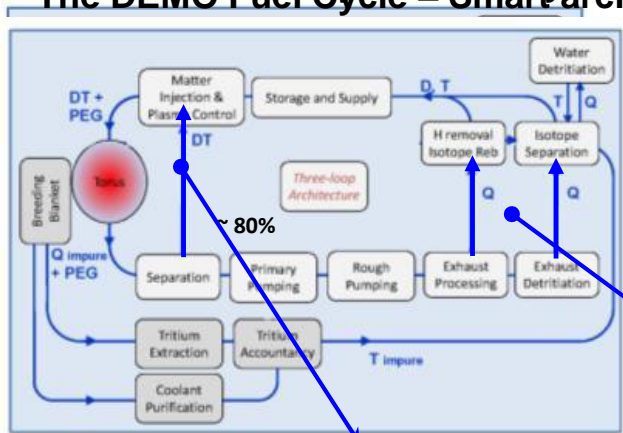 The DEMO Fuel Cycle – Smart arc
Water
Detritiation
Matter
Injection &
Plasma Control
Storage and Supply
D, T
T
Q
DT +
PEG
DT
H removal
Isotope Reb
Isotope
Separation
Torus
Three-loop
Architecture
Breeding
Blanket
Q
Q
~ 80%
Q impure
+ PEG
Separation
Primary
Pumping
Rough
Pumping
Exhaust
Processing
Exhaust
Detritiation
Tritium
Extraction
Tritium
Accountancy
T impure
Coolant
Purification